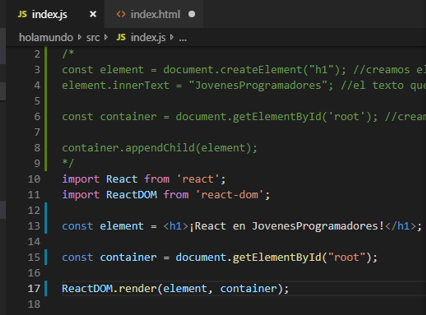 JS index.js × <> index.html ●
holamundo > src > JS index.js > ...
2 /*
3 const element = document.createElement("h1"); //creamos el
4 element.innerText = "JovenesProgramadores"; //el texto que
5
6 const container = document.getElementById('root'); //cream
7
8 container.appendChild(element);
9 */
10 import React from 'react';
11 import ReactDOM from 'react-dom';
12
13 const element = <h1>¡React en JovenesProgramadores!</h1>;
14
15 const container = document.getElementById("root");
16
17 ReactDOM.render(element, container);
18